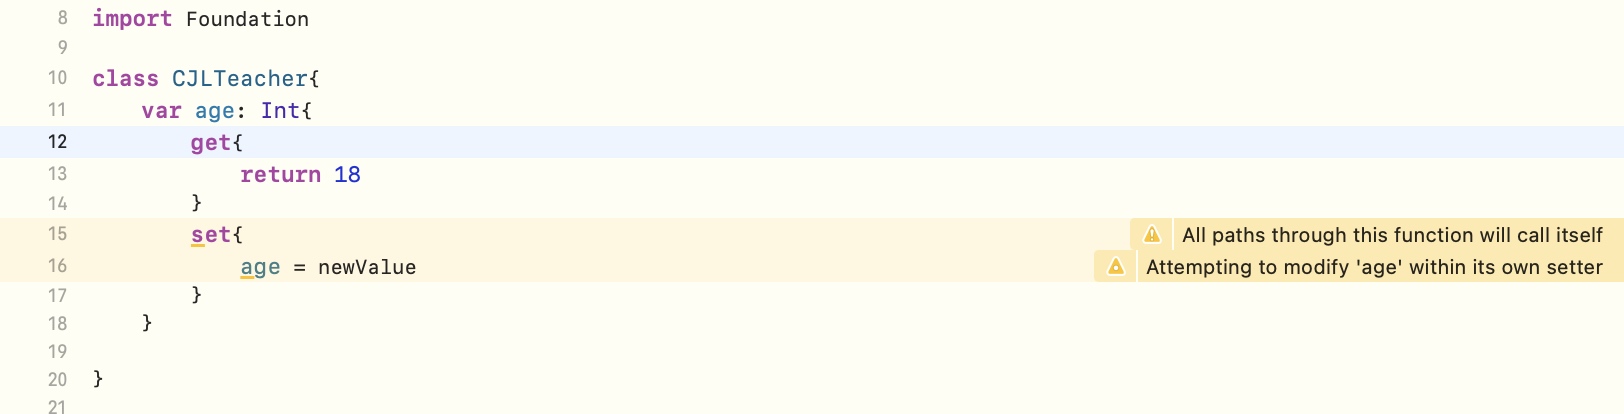 8 import Foundation
9
10 class CJLTeacher{
11 var age: Int{
12 get{
13 return 18
14 }
15 set{ All paths through this function will call itself
16 age = newValue Attempting to modify 'age' within its own setter
17 }
18 }
19
20 }
21